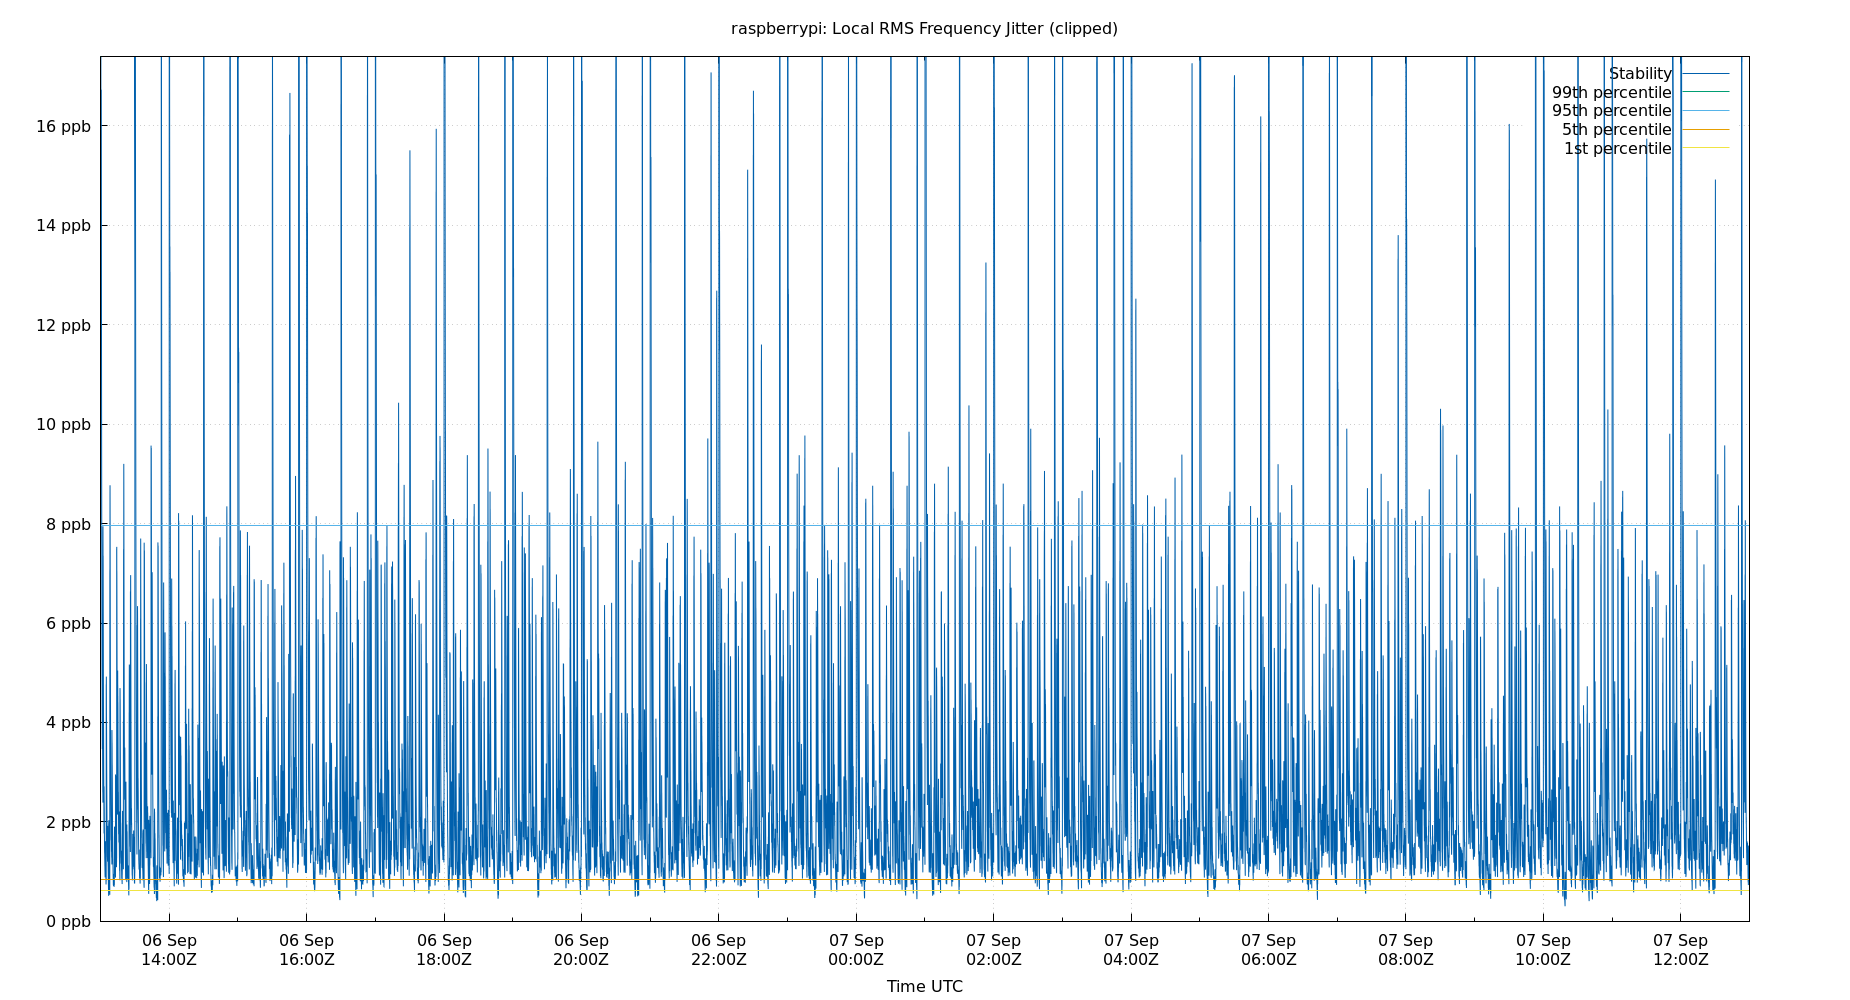 raspberrypi: Local RMS Frequency Jitter (clipped)
Stability
99th percentile
95th percentile
5th percentile
1st percentile
16 ppb
14 ppb
12 ppb
10 ppb
8 ppb
6 ppb
4 ppb
2 ppb
0 ppb
06 Sep 06 Sep 06 Sep 06 Sep 06 Sep 07 Sep 07 Sep 07 Sep 07 Sep 07 Sep 07 Sep 07 Sep
14:00Z 16:00Z 18:00Z 20:00Z 22:00Z 00:00Z 02:00Z 04:00Z 06:00Z 08:00Z 10:00Z 12:00Z
Time UTC